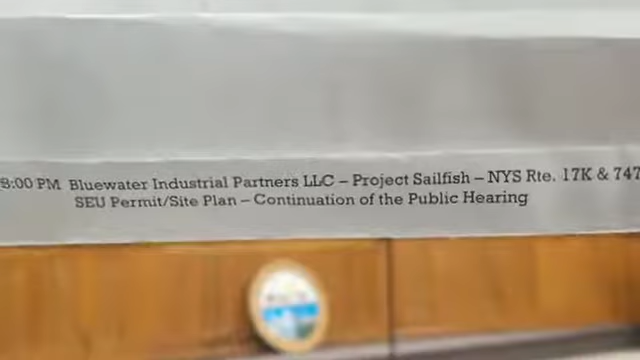 8:00 PM Bluewater Industrial Partners LLC – Project Sailfish – NYS Rte. 17K & 747
SEU Permit/Site Plan – Continuation of the Public Hearing